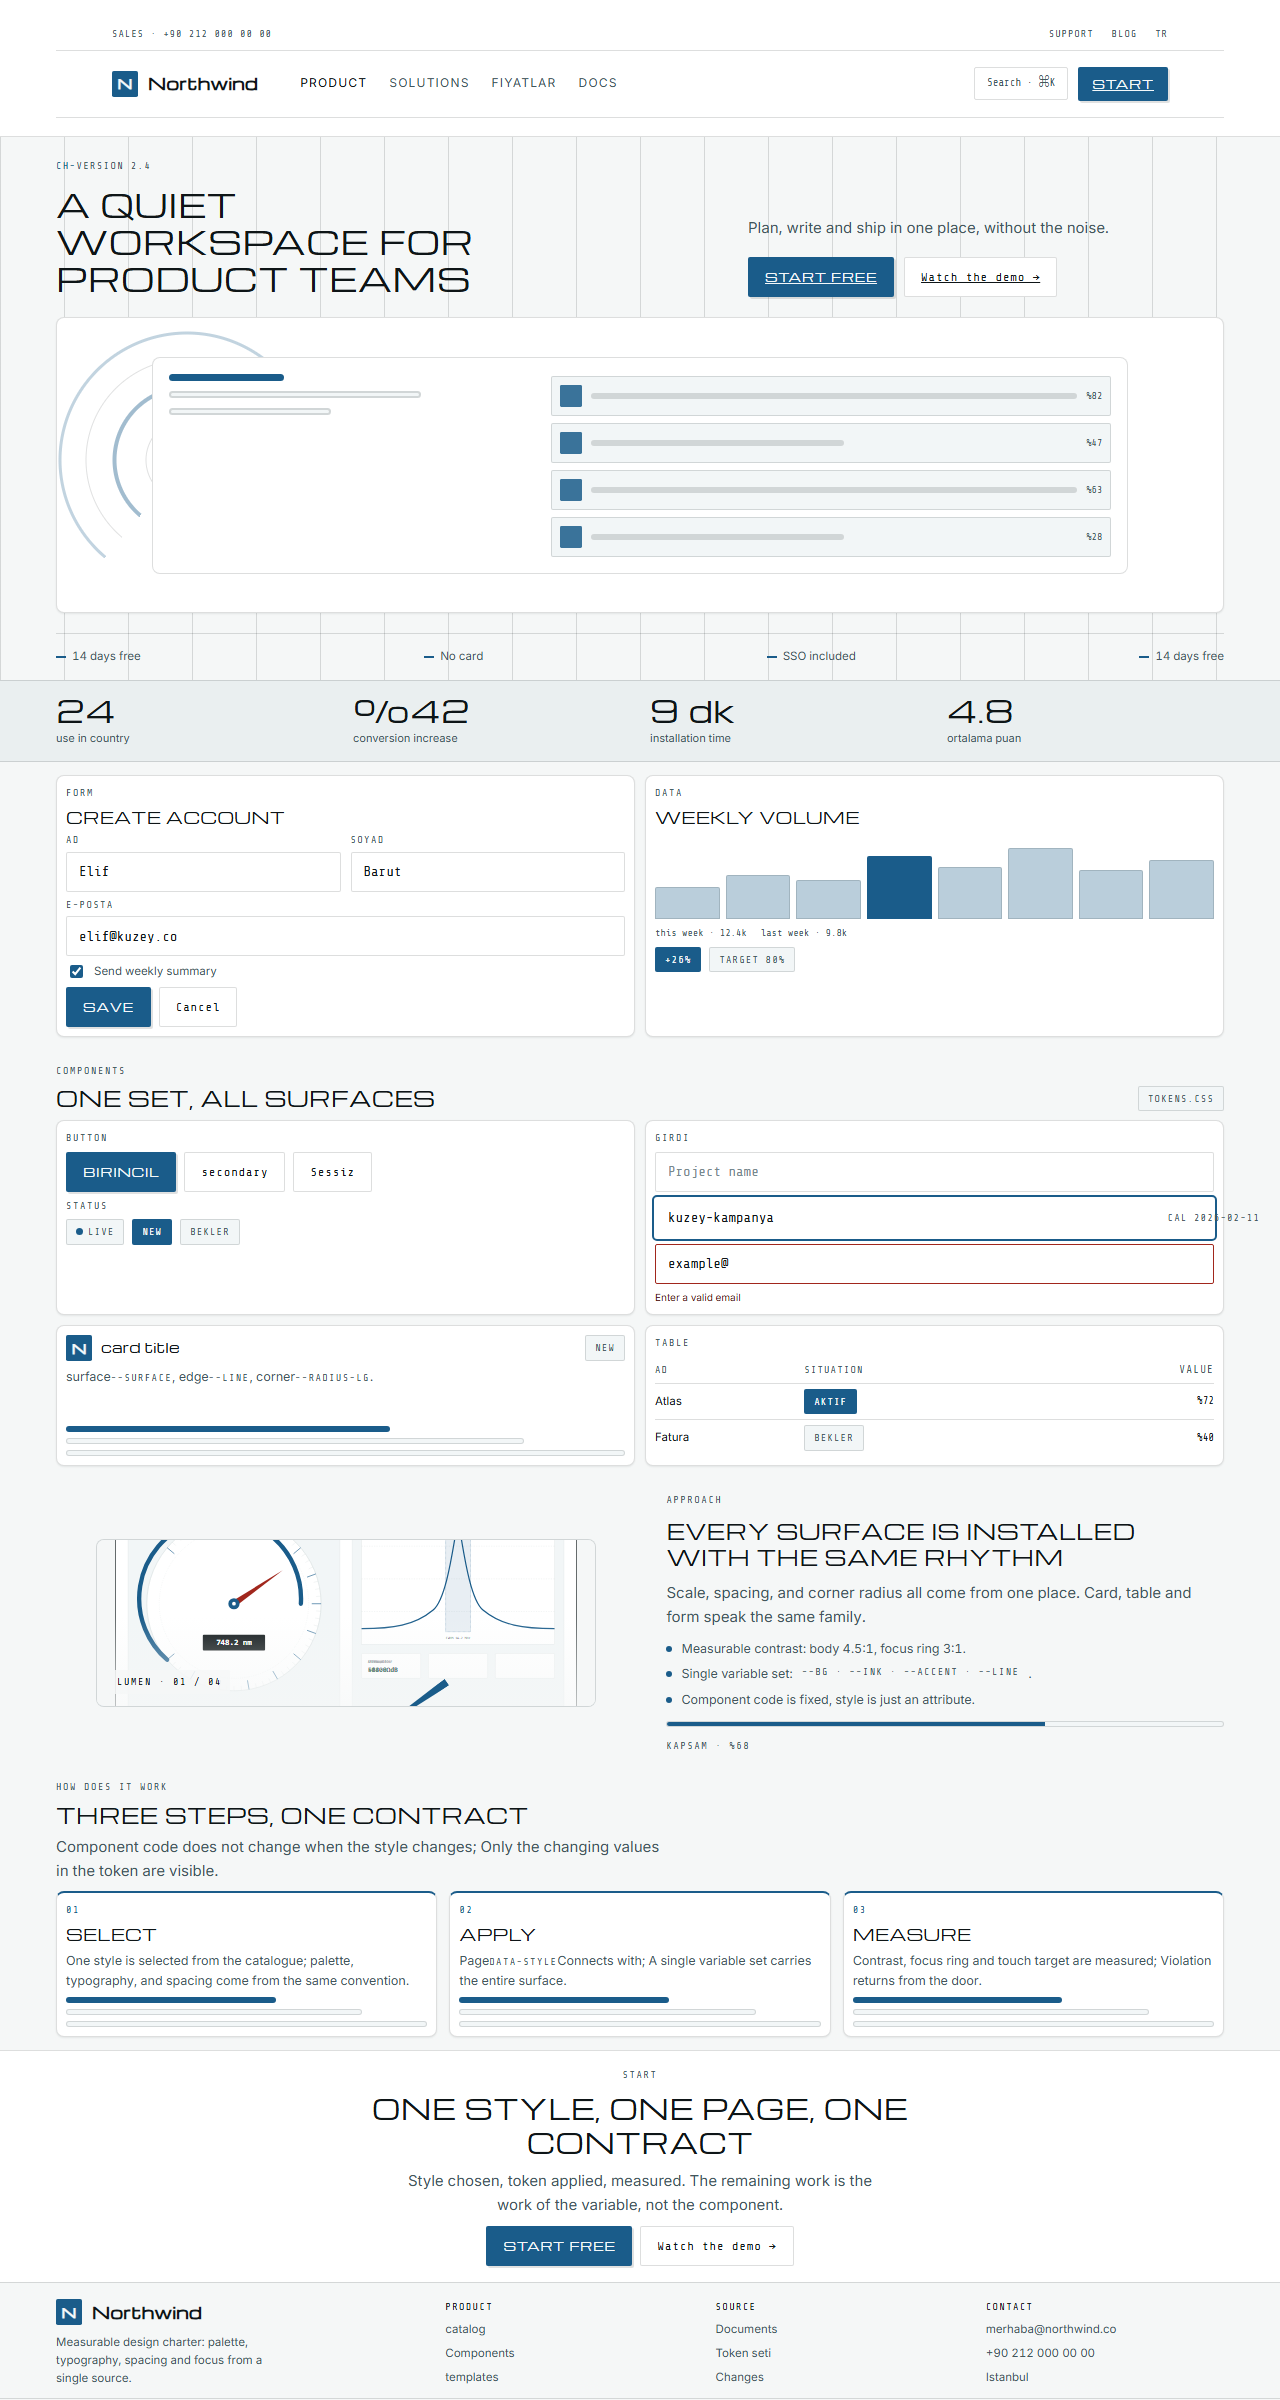 SALES · +90 212 000 00 00
SUPPORT BLOG TR
N Northwind PRODUCT SOLUTIONS FIYATLAR DOCS Search · ⌘K START
CH-VERSION 2.4
A QUIET
WORKSPACE FOR
PRODUCT TEAMS
Plan, write and ship in one place, without the noise.
START FREE Watch the demo →
%82
%47
%63
%28
14 days free No card SSO included 14 days free
24 %42 9 dk 4.8
use in country conversion increase installation time ortalama puan
FORM
CREATE ACCOUNT
AD SOYAD
Elif Barut
E-POSTA
elif@kuzey.co
Send weekly summary
SAVE Cancel
DATA
WEEKLY VOLUME
this week · 12.4k last week · 9.8k
+26% TARGET 80%
COMPONENTS
ONE SET, ALL SURFACES
TOKENS.CSS
BUTTON
BIRINCIL secondary Sessiz
STATUS
LIVE NEW BEKLER
GIRDI
Project name
kuzey-kampanya
CAL 2026-02-11
example@
Enter a valid email
N card title NEW
surface--SURFACE, edge--LINE, corner--RADIUS-LG.
TABLE
AD SITUATION VALUE
Atlas AKTIF %72
Fatura BEKLER %40
748.2 nm
LUMEN · 01 / 04
APPROACH
EVERY SURFACE IS INSTALLED
WITH THE SAME RHYTHM
Scale, spacing, and corner radius all come from one place. Card, table and
form speak the same family.
Measurable contrast: body 4.5:1, focus ring 3:1.
Single variable set: --BG · --INK · --ACCENT · --LINE .
Component code is fixed, style is just an attribute.
KAPSAM · %68
HOW DOES IT WORK
THREE STEPS, ONE CONTRACT
Component code does not change when the style changes; Only the changing values
in the token are visible.
01
SELECT
One style is selected from the catalogue; palette,
typography, and spacing come from the same convention.
02
APPLY
PageDATA-STYLEConnects with; A single variable set carries
the entire surface.
03
MEASURE
Contrast, focus ring and touch target are measured; Violation
returns from the door.
START
ONE STYLE, ONE PAGE, ONE
CONTRACT
Style chosen, token applied, measured. The remaining work is the
work of the variable, not the component.
START FREE Watch the demo →
N Northwind
Measurable design charter: palette,
typography, spacing and focus from a
single source.
PRODUCT
catalog
Components
templates
SOURCE
Documents
Token seti
Changes
CONTACT
merhaba@northwind.co
+90 212 000 00 00
Istanbul